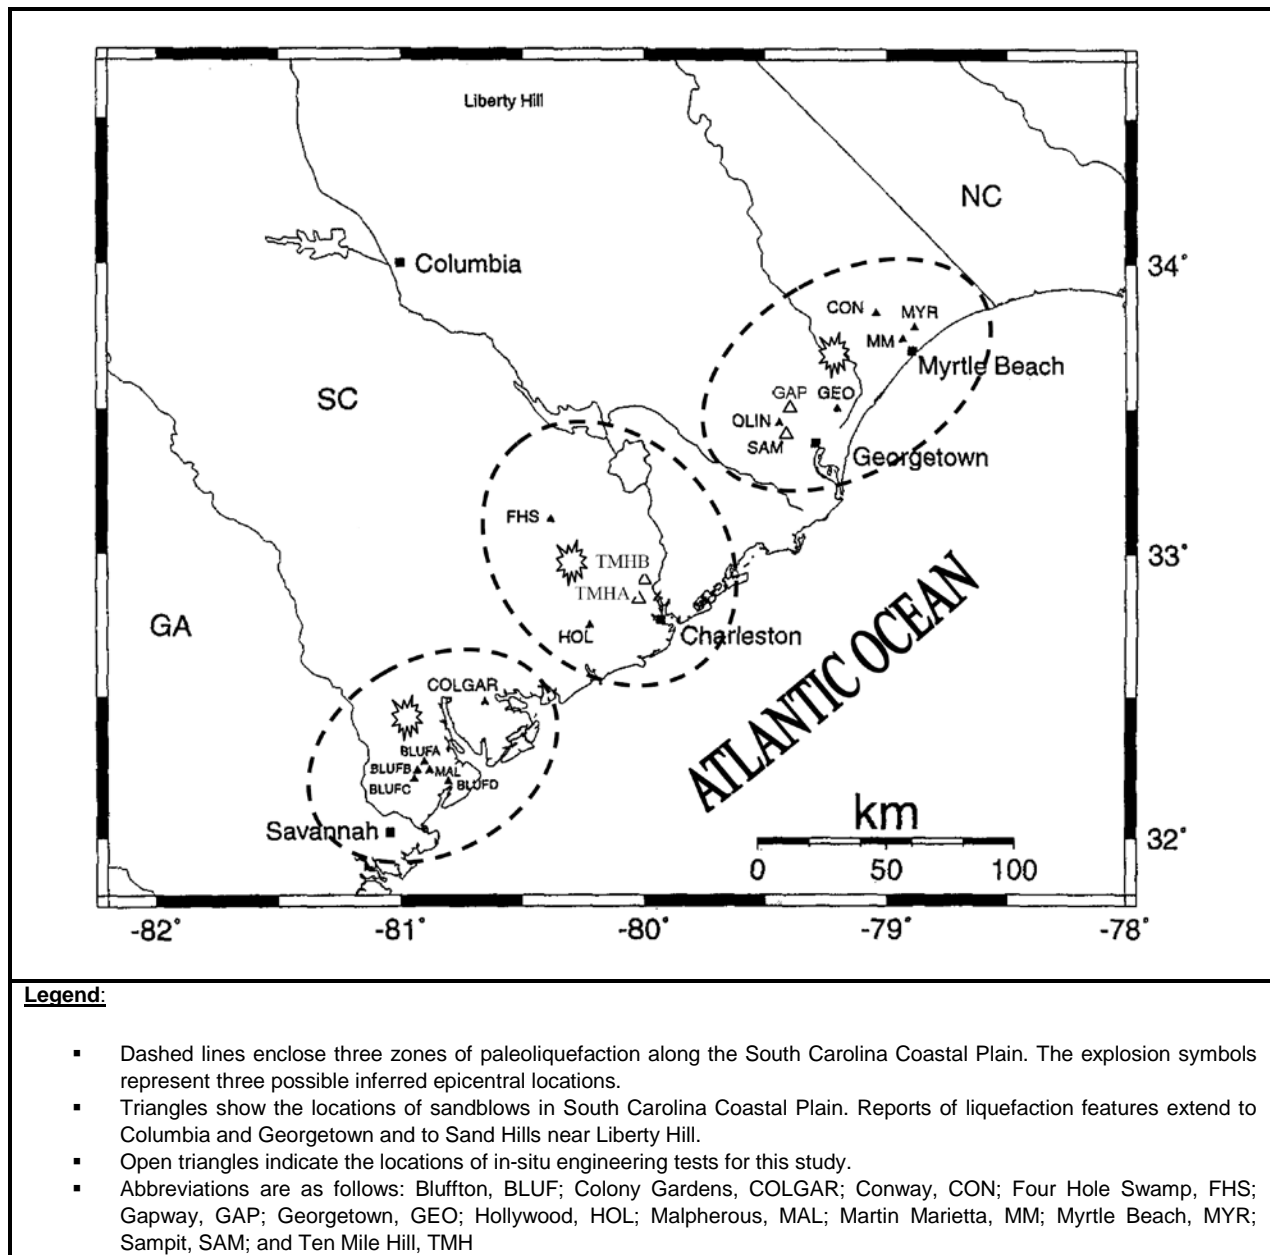 Liberty Hill
NC
Columbia
34°
CON
MYR
MM
Myrtle Beach
SC
GAP
GEO
OLIN
SAM
Georgetown
FHS
33°
TMHB
TMHA
GA
HOL
Charleston
ATLANTIC OCEAN
COLGAR
BLUFA
BLUFB
MAL
BLUFC
BLUFD
km
Savannah
32°
0 50 100
-82° -81° -80° -79° -78°
Legend:
▪ Dashed lines enclose three zones of paleoliquefaction along the South Carolina Coastal Plain. The explosion symbols
represent three possible inferred epicentral locations.
▪ Triangles show the locations of sandblows in South Carolina Coastal Plain. Reports of liquefaction features extend to
Columbia and Georgetown and to Sand Hills near Liberty Hill.
▪ Open triangles indicate the locations of in-situ engineering tests for this study.
▪ Abbreviations are as follows: Bluffton, BLUF; Colony Gardens, COLGAR; Conway, CON; Four Hole Swamp, FHS;
Gapway, GAP; Georgetown, GEO; Hollywood, HOL; Malpherous, MAL; Martin Marietta, MM; Myrtle Beach, MYR;
Sampit, SAM; and Ten Mile Hill, TMH